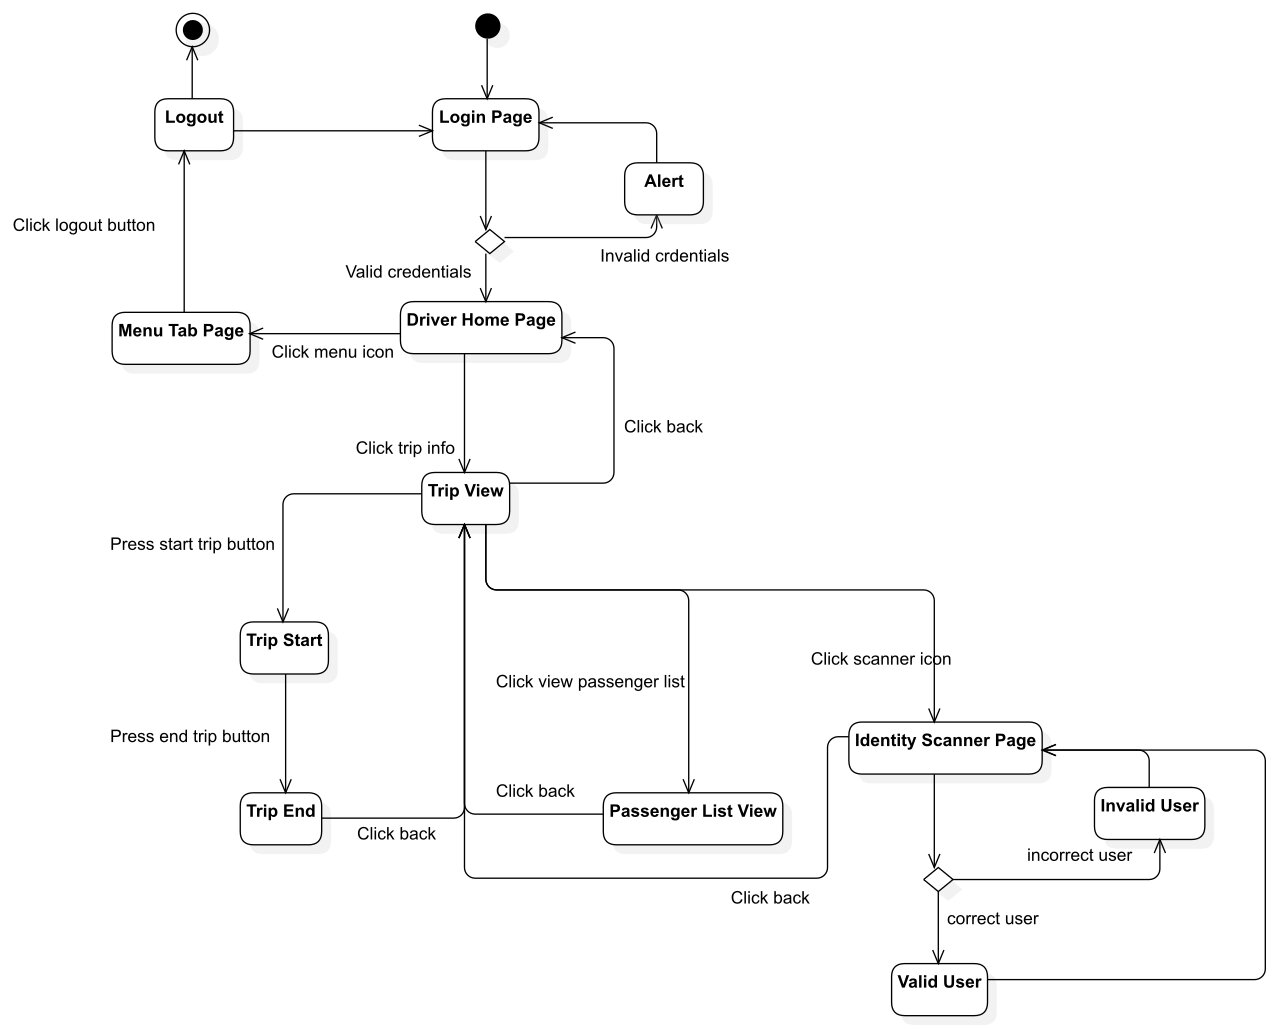 Logout
Login Page
Alert
Click logout button
Invalid crdentials
Valid credentials
Driver Home Page
Menu Tab Page
Click menu icon
Click back
Click trip info
Trip View
Press start trip button
Trip Start
Click scanner icon
Click view passenger list
Press end trip button
Identity Scanner Page
Click back
Invalid User
Trip End
Passenger List View
Click back
incorrect user
Click back
correct user
Valid User